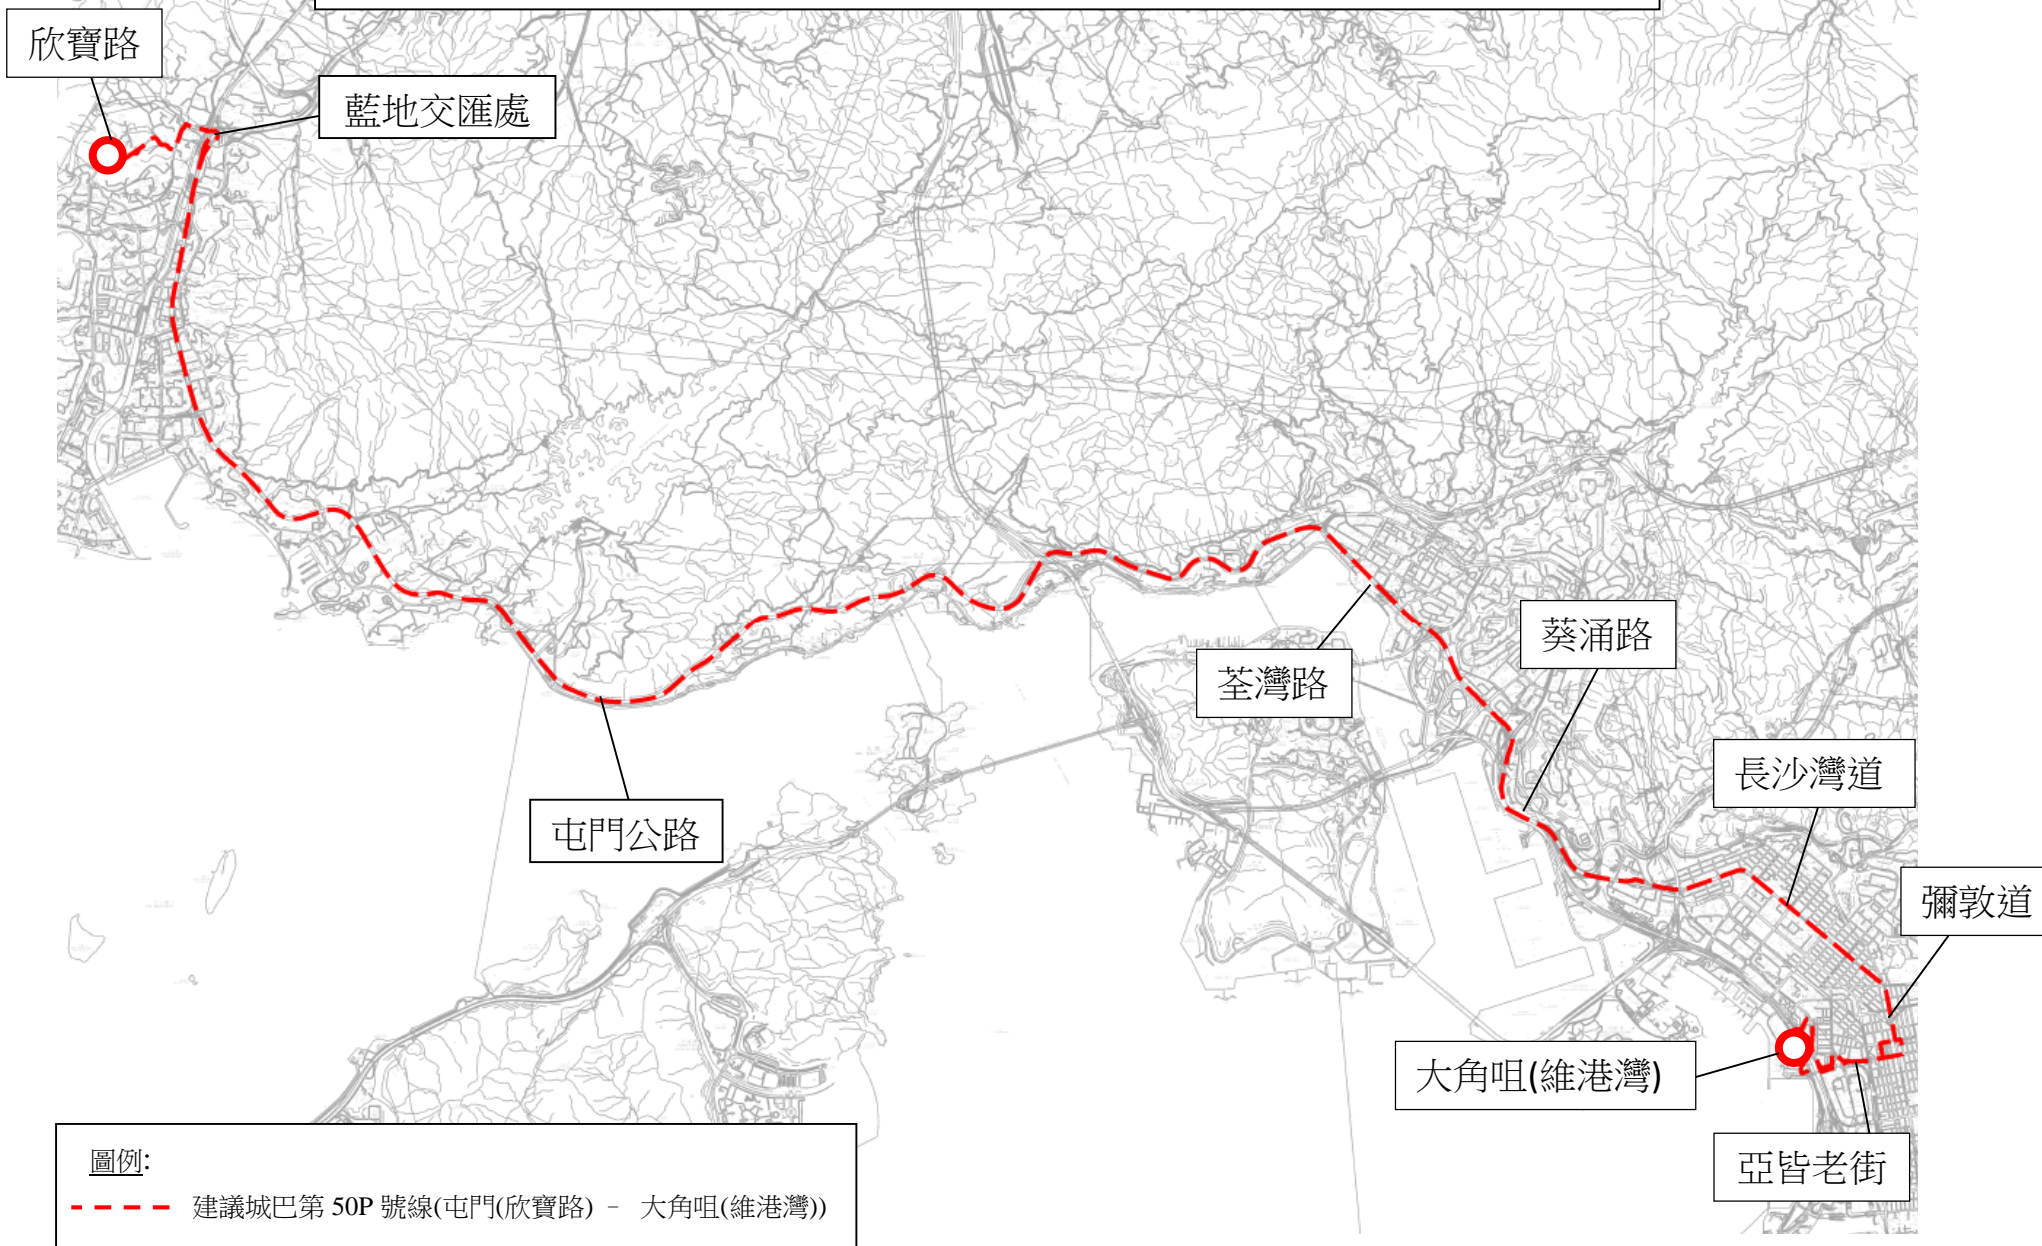 欣寶路
藍地交匯處
葵涌路
荃灣路
長沙灣道
屯門公路
彌敦道
大角咀(維港灣)
亞皆老街
圖例:
建議城巴第 50P 號線(屯門(欣寶路) - 大角咀(維港灣))